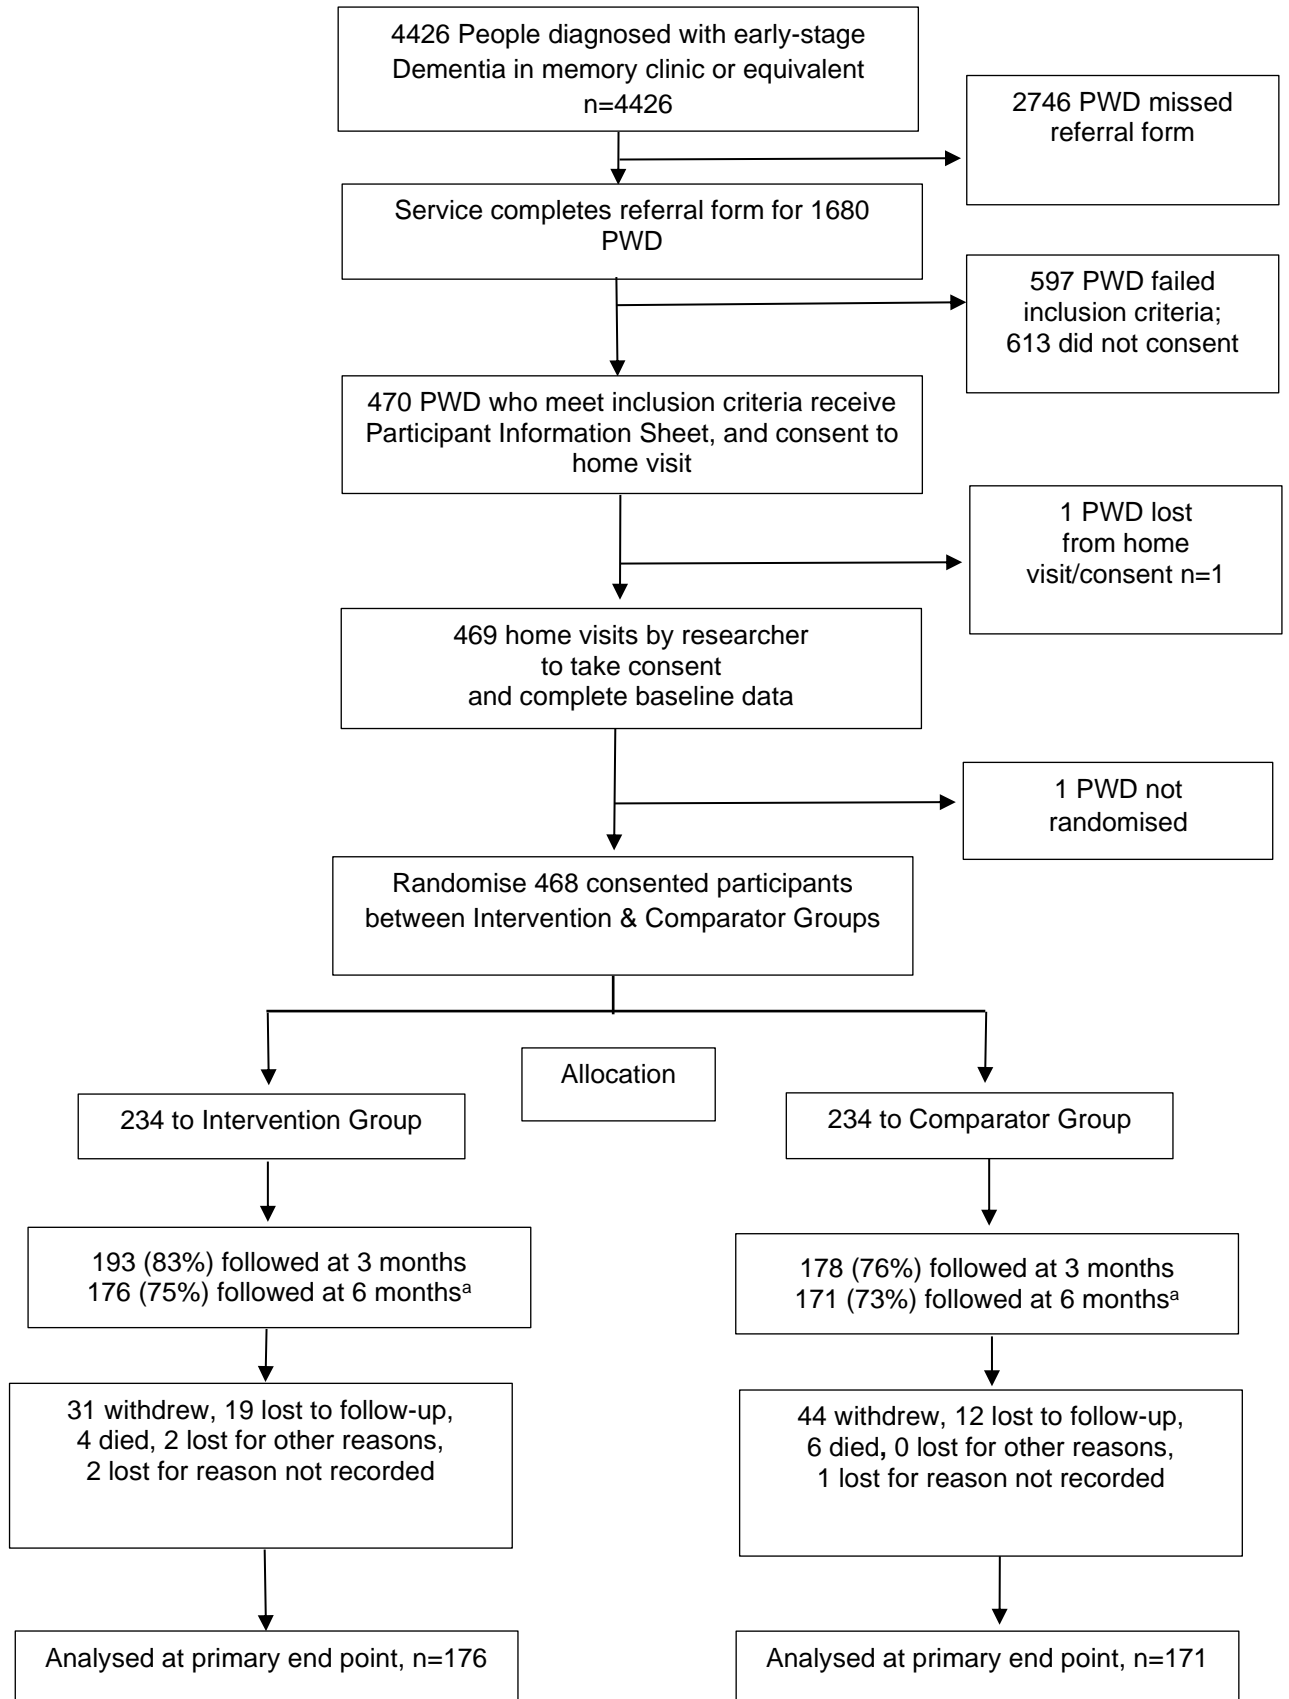 4426 People diagnosed with early-stage
Dementia in memory clinic or equivalent
n=4426
2746 PWD missed
referral form
Service completes referral form for 1680
PWD
597 PWD failed
inclusion criteria;
613 did not consent
470 PWD who meet inclusion criteria receive
Participant Information Sheet, and consent to
home visit
1 PWD lost
from home
visit/consent n=1
469 home visits by researcher
to take consent
and complete baseline data
1 PWD not
randomised
Randomise 468 consented participants
between Intervention & Comparator Groups
Allocation
234 to Intervention Group
234 to Comparator Group
193 (83%) followed at 3 months
176 (75%) followed at 6 monthsᵃ
178 (76%) followed at 3 months
171 (73%) followed at 6 monthsᵃ
31 withdrew, 19 lost to follow-up,
4 died, 2 lost for other reasons,
2 lost for reason not recorded
44 withdrew, 12 lost to follow-up,
6 died, 0 lost for other reasons,
1 lost for reason not recorded
Analysed at primary end point, n=176
Analysed at primary end point, n=171